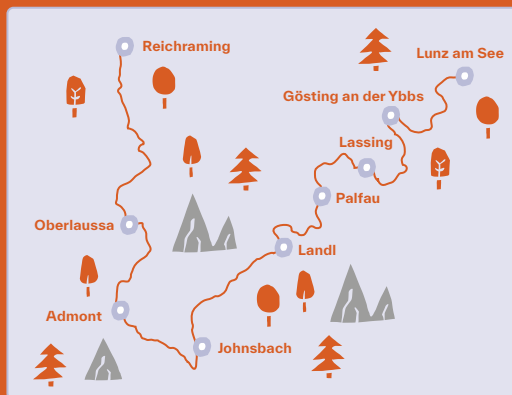 Reichraming
Lunz am See
Gösting an der Ybbs
Lassing
Palfau
Oberlaussa
Landl
Admont
Johnsbach